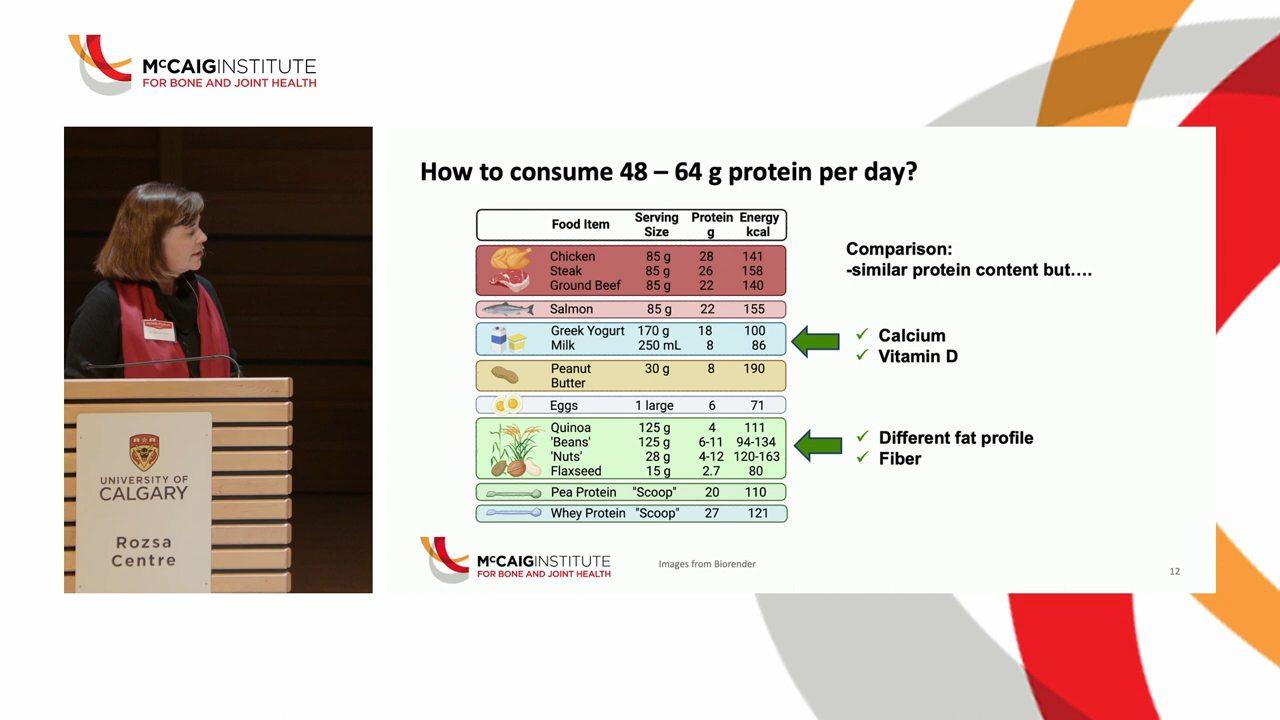 McCAIGINSTITUTE
FOR BONE AND JOINT HEALTH
UNIVERSITY OF
CALGARY
Rozsa
Centre
How to consume 48 – 64 g protein per day?
Food Item Serving Size Protein g Energy kcal
Chicken 85 g 28 141
Steak 85 g 26 158
Ground Beef 85 g 22 140
Salmon 85 g 22 155
Greek Yogurt 170 g 18 100
Milk 250 mL 8 86
Peanut Butter 30 g 8 190
Eggs 1 large 6 71
Quinoa 125 g 4 111
'Beans' 125 g 6-11 94-134
'Nuts' 28 g 4-12 120-163
Flaxseed 15 g 2.7 80
Pea Protein "Scoop" 20 110
Whey Protein "Scoop" 27 121
Comparison:
-similar protein content but....
✓ Calcium
✓ Vitamin D
✓ Different fat profile
✓ Fiber
McCAIGINSTITUTE
FOR BONE AND JOINT HEALTH
Images from Biorender
12